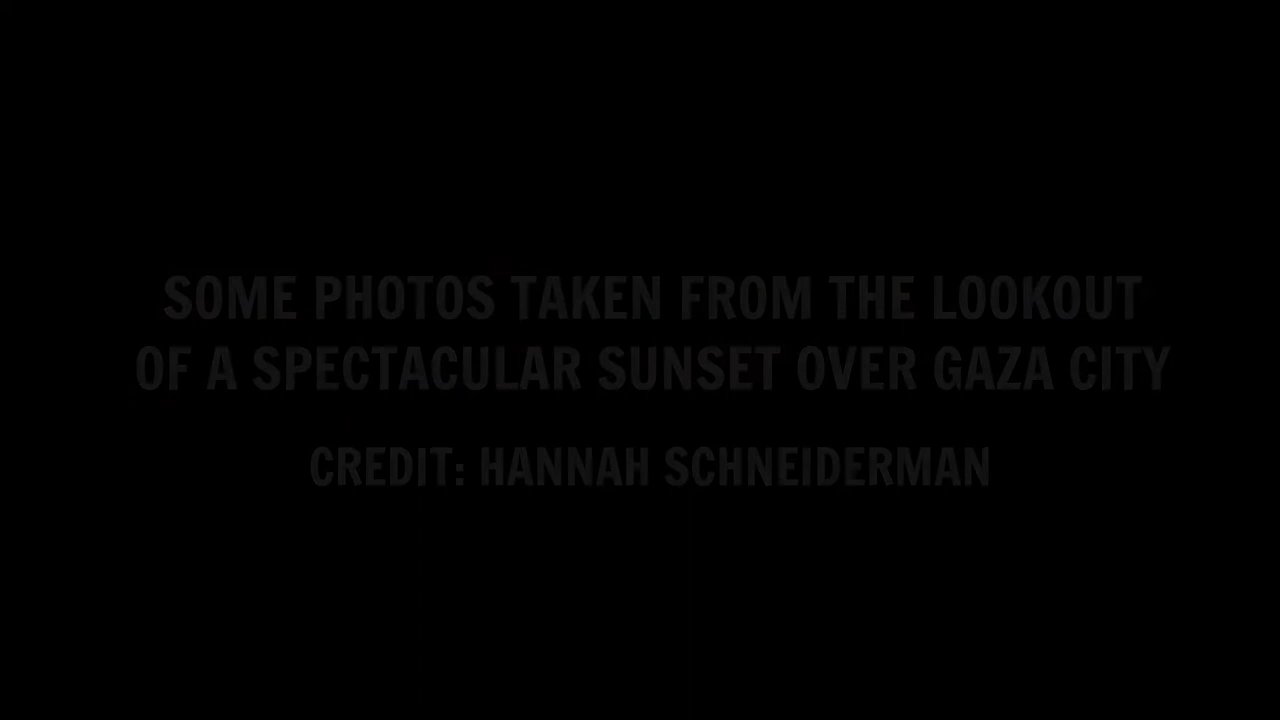 SOME PHOTOS TAKEN FROM THE LOOKOUT
OF A SPECTACULAR SUNSET OVER GAZA CITY
CREDIT: HANNAH SCHNEIDERMAN